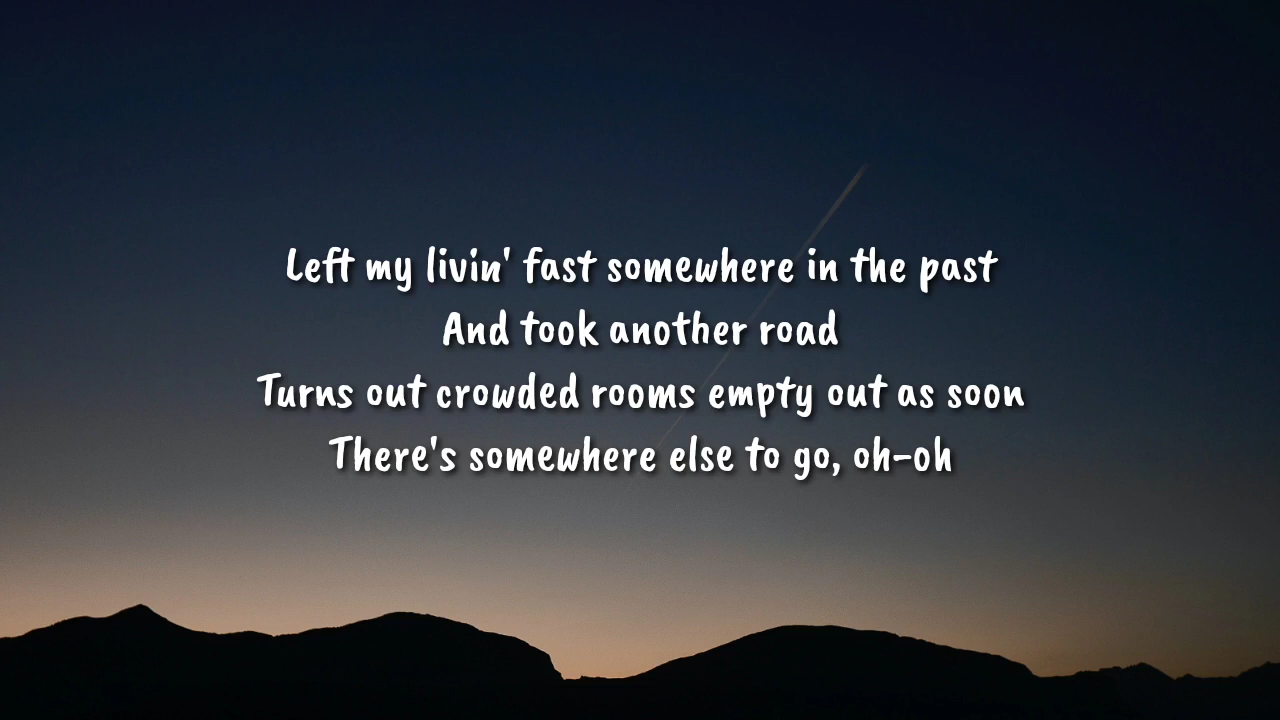 Left my livin' fast somewhere in the past
And took another road
Turns out crowded rooms empty out as soon
There's somewhere else to go, oh-oh